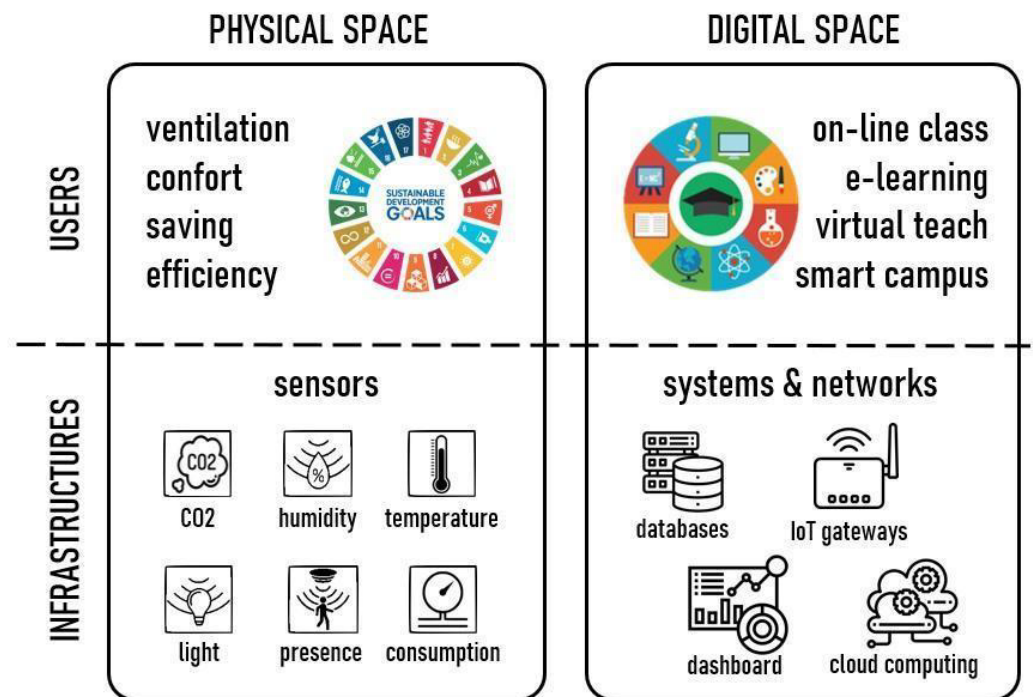 PHYSICAL SPACE
DIGITAL SPACE
USERS
ventilation
confort
saving
efficiency
SUSTAINABLE
DEVELOPMENT
GOALS
on-line class
e-learning
virtual teach
smart campus
INFRASTRUCTURES
sensors
CO2
CO2
%
humidity
temperature
light
presence
consumption
systems & networks
databases
IoT gateways
dashboard
cloud computing